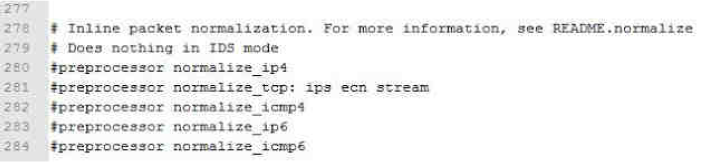 277
278 # Inline packet normalization. For more information, see README.normalize
279 # Does nothing in IDS mode
280 #preprocessor normalize_ip4
281 #preprocessor normalize_tcp: ips ecn stream
282 #preprocessor normalize_icmp4
283 #preprocessor normalize_ip6
284 #preprocessor normalize_icmp6